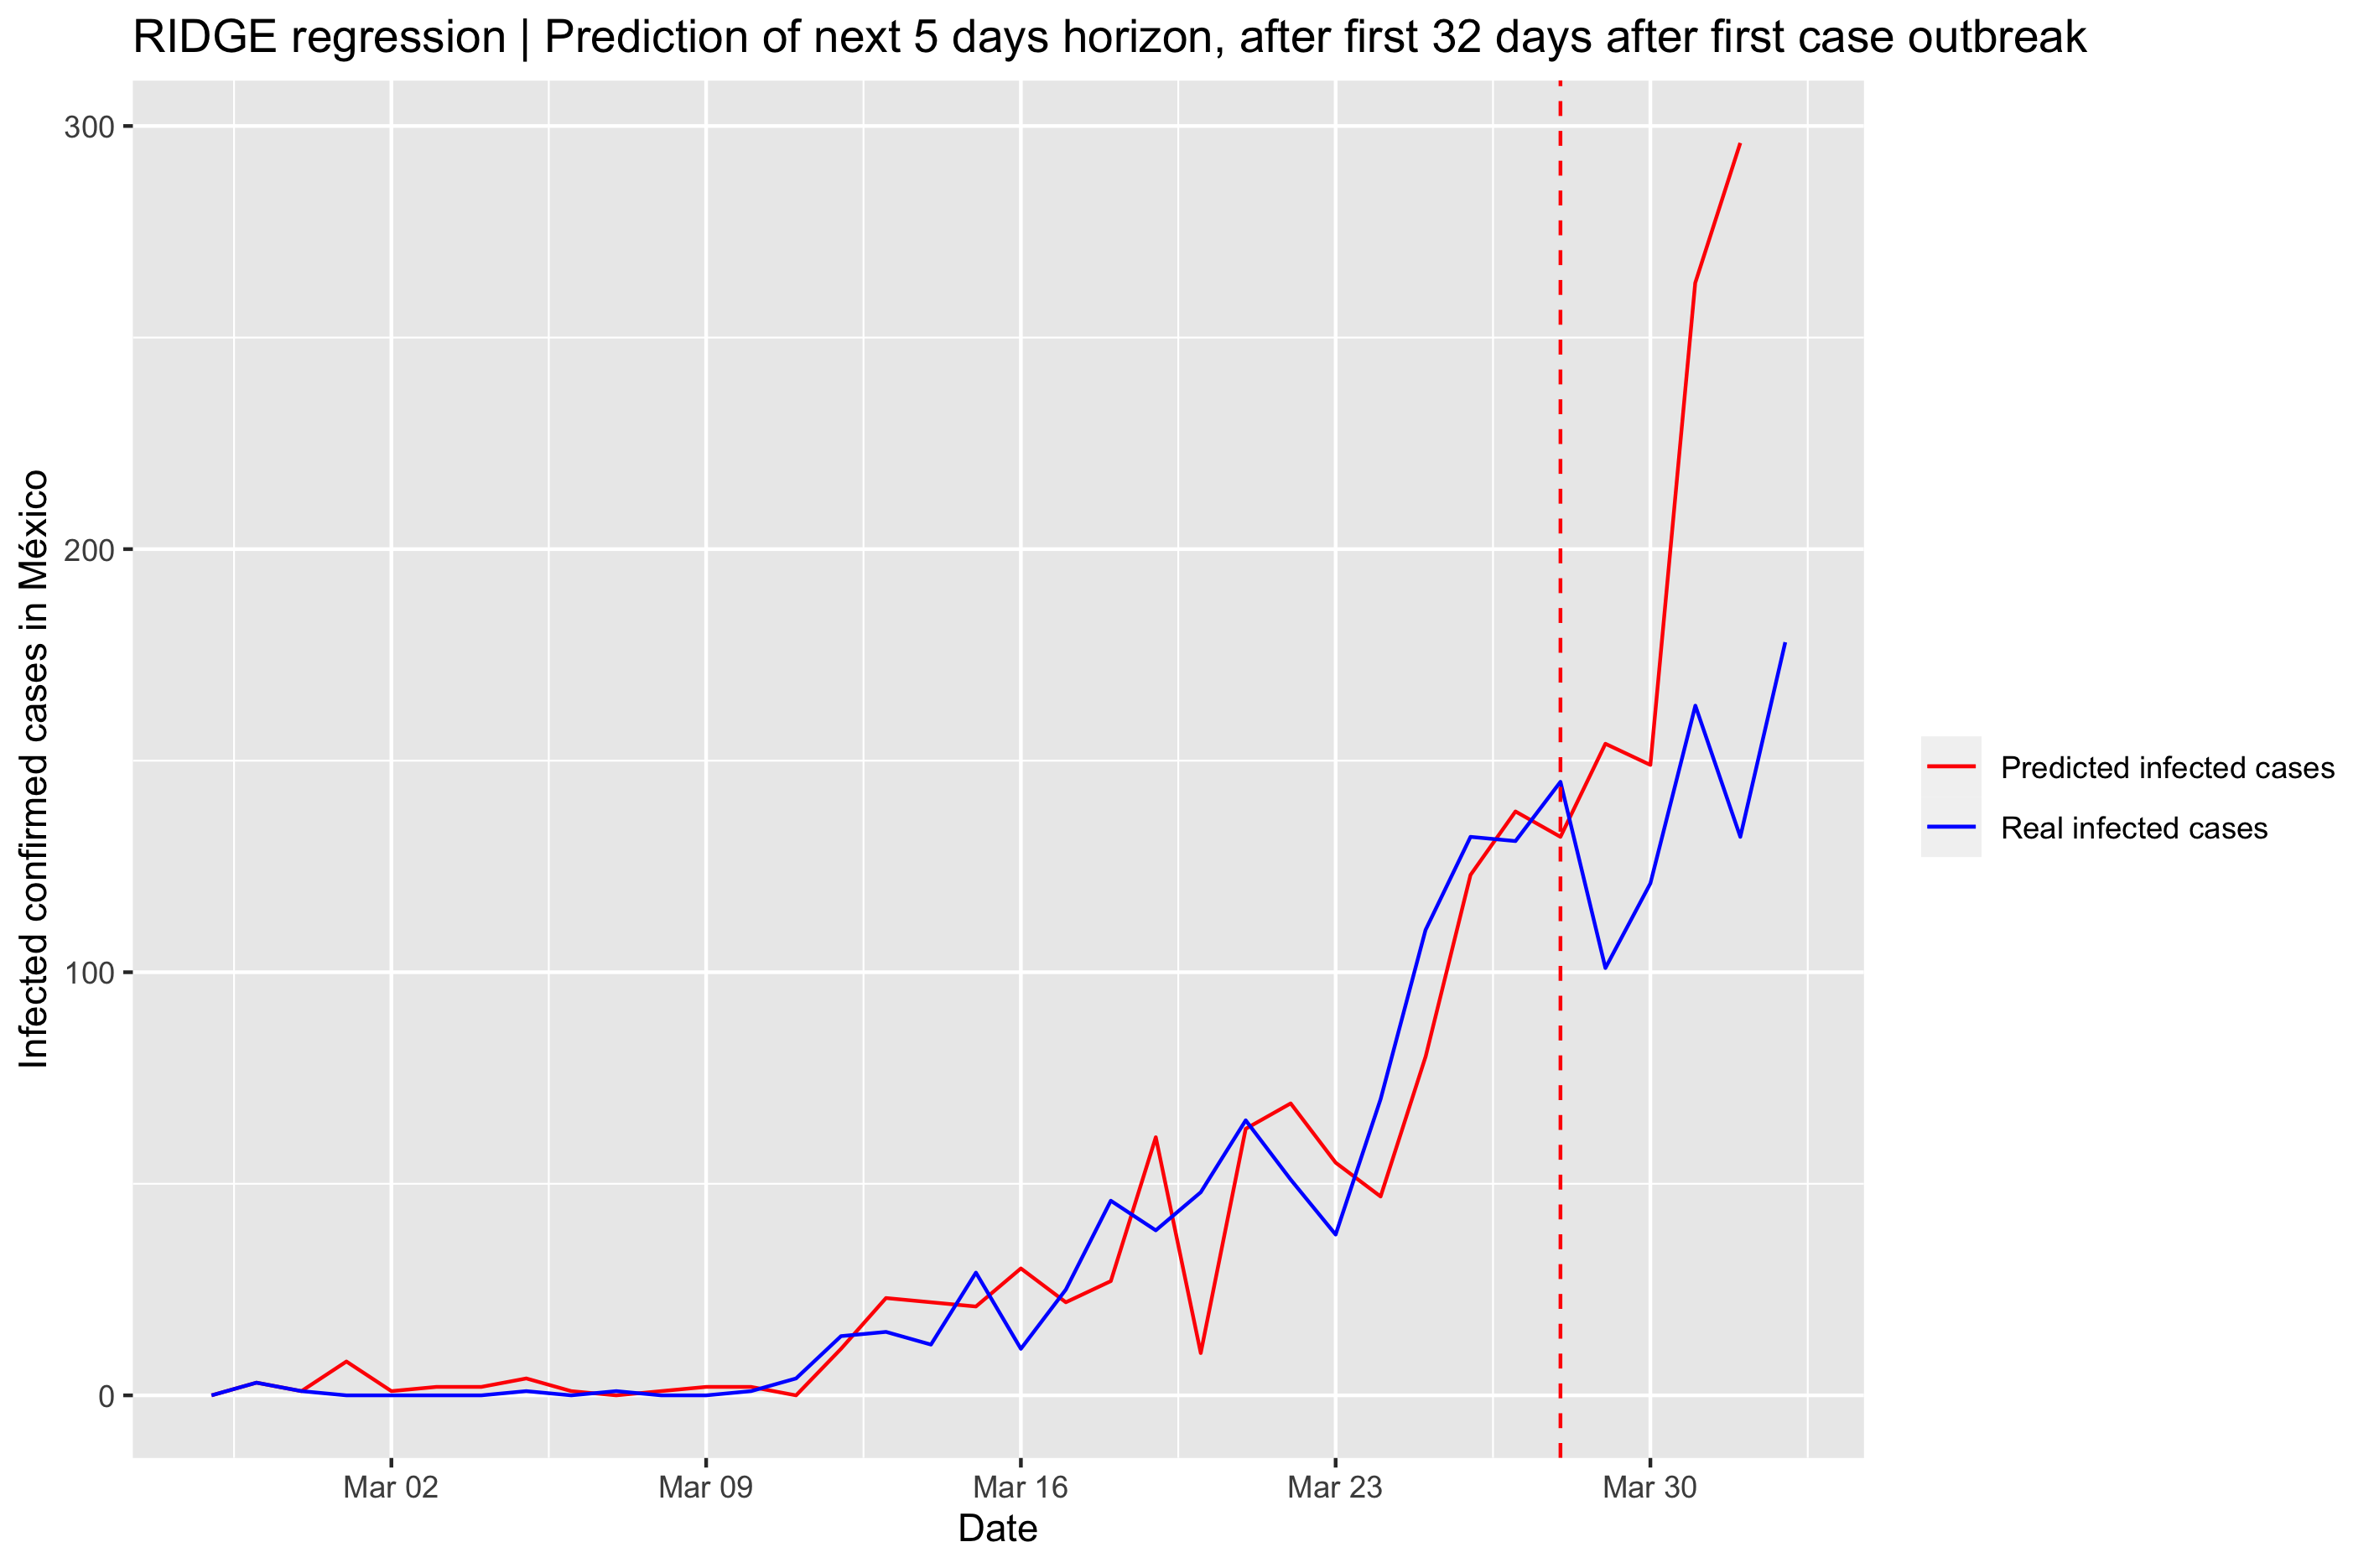 RIDGE regression | Prediction of next 5 days horizon, after first 32 days after first case outbreak
Infected confirmed cases in México
300
200
100
0
Mar 02
Mar 09
Mar 16
Mar 23
Mar 30
Date
Predicted infected cases
Real infected cases